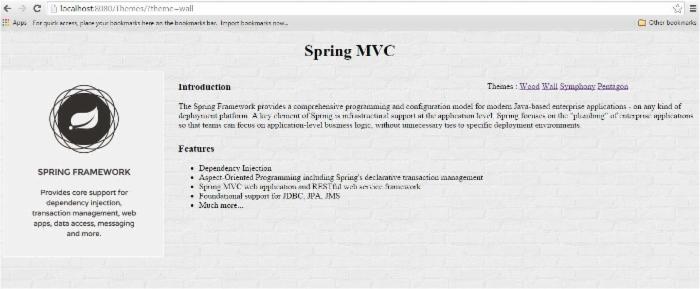 localhost:8080/Themes/?theme=wall
Apps For quick access, place your bookmarks here on the bookmarks bar. Import bookmarks now... Other bookmarks
Spring MVC
SPRING FRAMEWORK
Provides core support for
dependency injection,
transaction management, web
apps, data access, messaging
and more.
Introduction
Themes : Wood Wall Symphony Pentagon
The Spring Framework provides a comprehensive programming and configuration model for modern Java-based enterprise applications - on any kind of
deployment platform. A key element of Spring is infrastructural support at the application level: Spring focuses on the "plumbing" of enterprise applications
so that teams can focus on application-level business logic, without unnecessary ties to specific deployment environments.
Features
Dependency Injection
Aspect-Oriented Programming including Spring's declarative transaction management
Spring MVC web application and RESTful web service framework
Foundational support for JDBC, JPA, JMS
Much more...